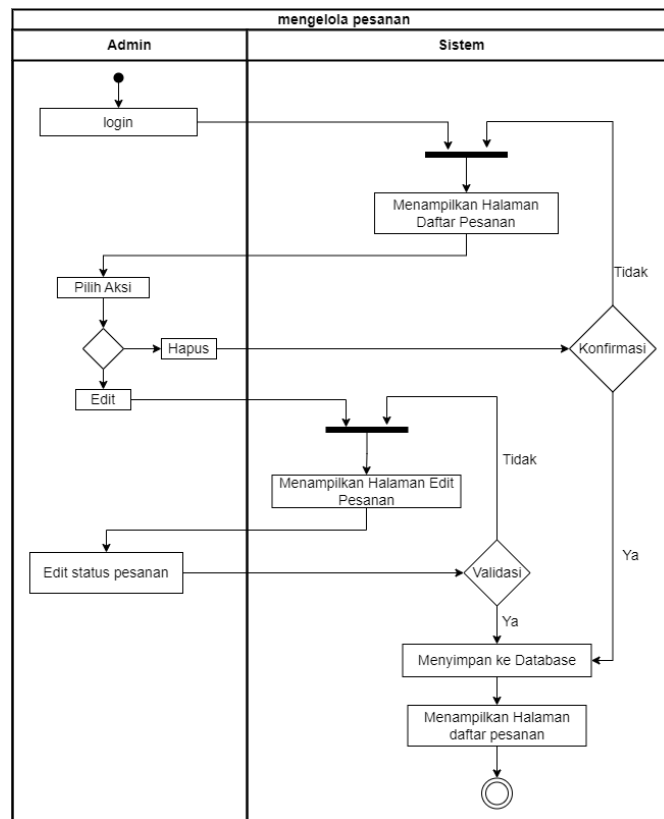 mengelola pesanan
Admin
Sistem
login
Menampilkan Halaman
Daftar Pesanan
Tidak
Pilih Aksi
Hapus
Konfirmasi
Edit
Tidak
Menampilkan Halaman Edit
Pesanan
Ya
Edit status pesanan
Validasi
Ya
Menyimpan ke Database
Menampilkan Halaman
daftar pesanan